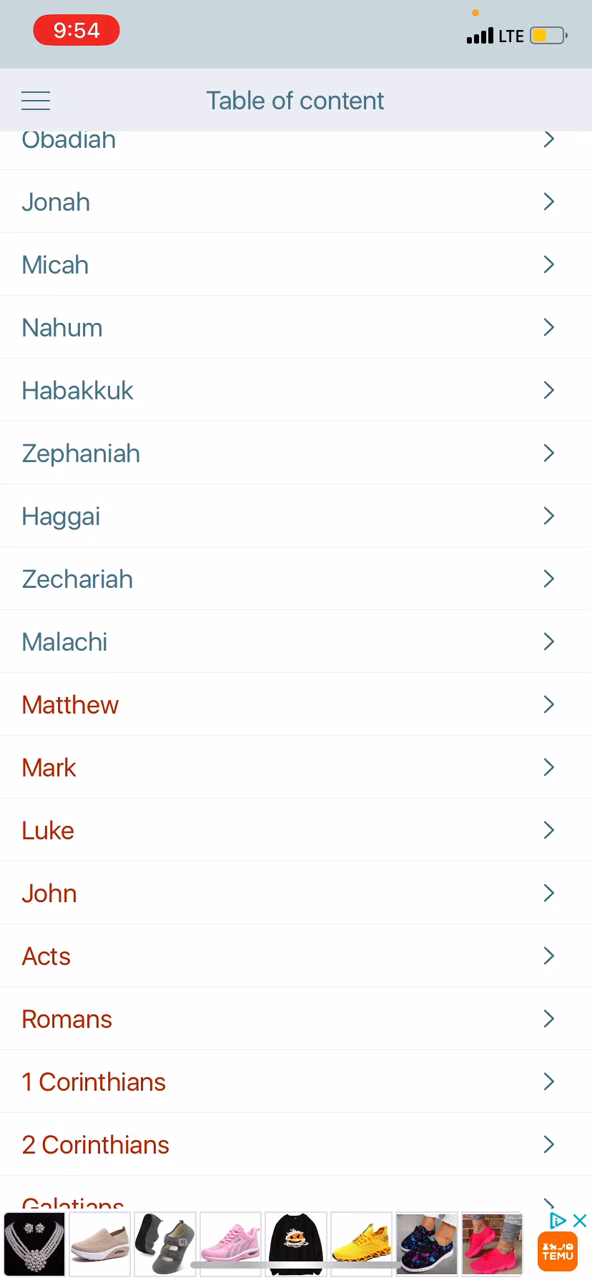 9:54
LTE
Table of content
Obadiah
Jonah
Micah
Nahum
Habakkuk
Zephaniah
Haggai
Zechariah
Malachi
Matthew
Mark
Luke
John
Acts
Romans
1 Corinthians
2 Corinthians
Galatians
TEMU